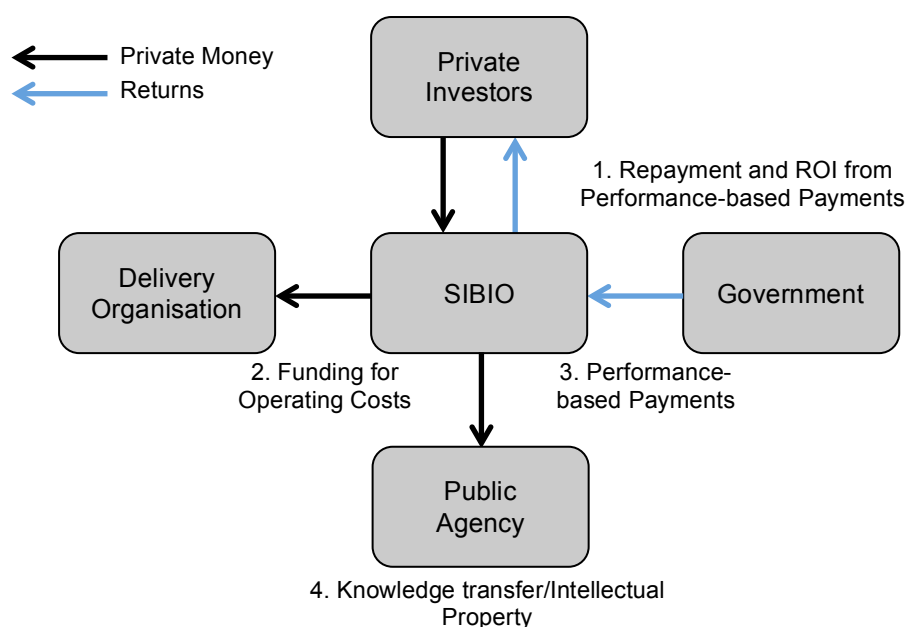 Private Money
Returns
Private
Investors
1. Repayment and ROI from
Performance-based Payments
Delivery
Organisation
SIBIO
Government
2. Funding for
Operating Costs
3. Performance-
based Payments
Public
Agency
4. Knowledge transfer/Intellectual
Property